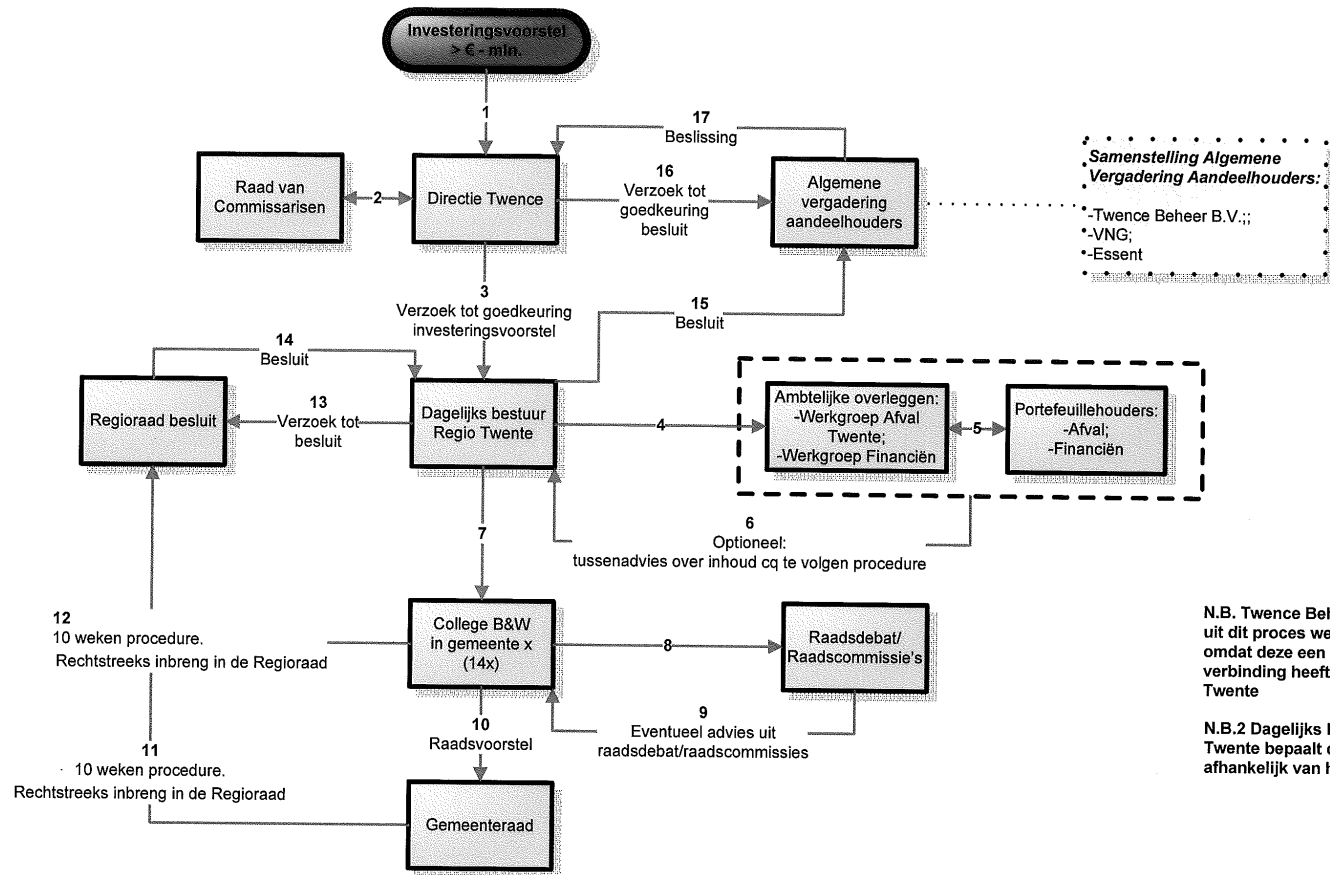 Investeringsvoorstel
> € - mln.
1
17
Beslissing
Raad van
Commissarisen
2
Directie Twence
16
Verzoek tot
goedkeuring
besluit
Algemene
vergadering
aandeelhouders
Samenstelling Algemene
Vergadering Aandeelhouders:
-Twence Beheer B.V.;;
-VNG;
-Essent
3
Verzoek tot goedkeuring
investeringsvoorstel
15
Besluit
14
Besluit
Regioraad besluit
13
Verzoek tot
besluit
Dagelijks bestuur
Regio Twente
4
Ambtelijke overleggen:
-Werkgroep Afval
Twente;
-Werkgroep Financiën
5
Portefeuillehouders:
-Afval;
-Financiën
6
Optioneel:
tussenadvies over inhoud cq te volgen procedure
7
12
10 weken procedure.
Rechtstreeks inbreng in de Regioraad
College B&W
in gemeente x
(14x)
8
Raadsdebat/
Raadscommissie's
9
Eventueel advies uit
raadsdebat/raadscommissies
10
Raadsvoorstel
11
10 weken procedure.
Rechtstreeks inbreng in de Regioraad
Gemeenteraad
N.B. Twence
uit dit proces
omdat deze een
verbinding heeft
Twente
N.B.2 Dagelijks
Twente bepaalt
afhankelijk van